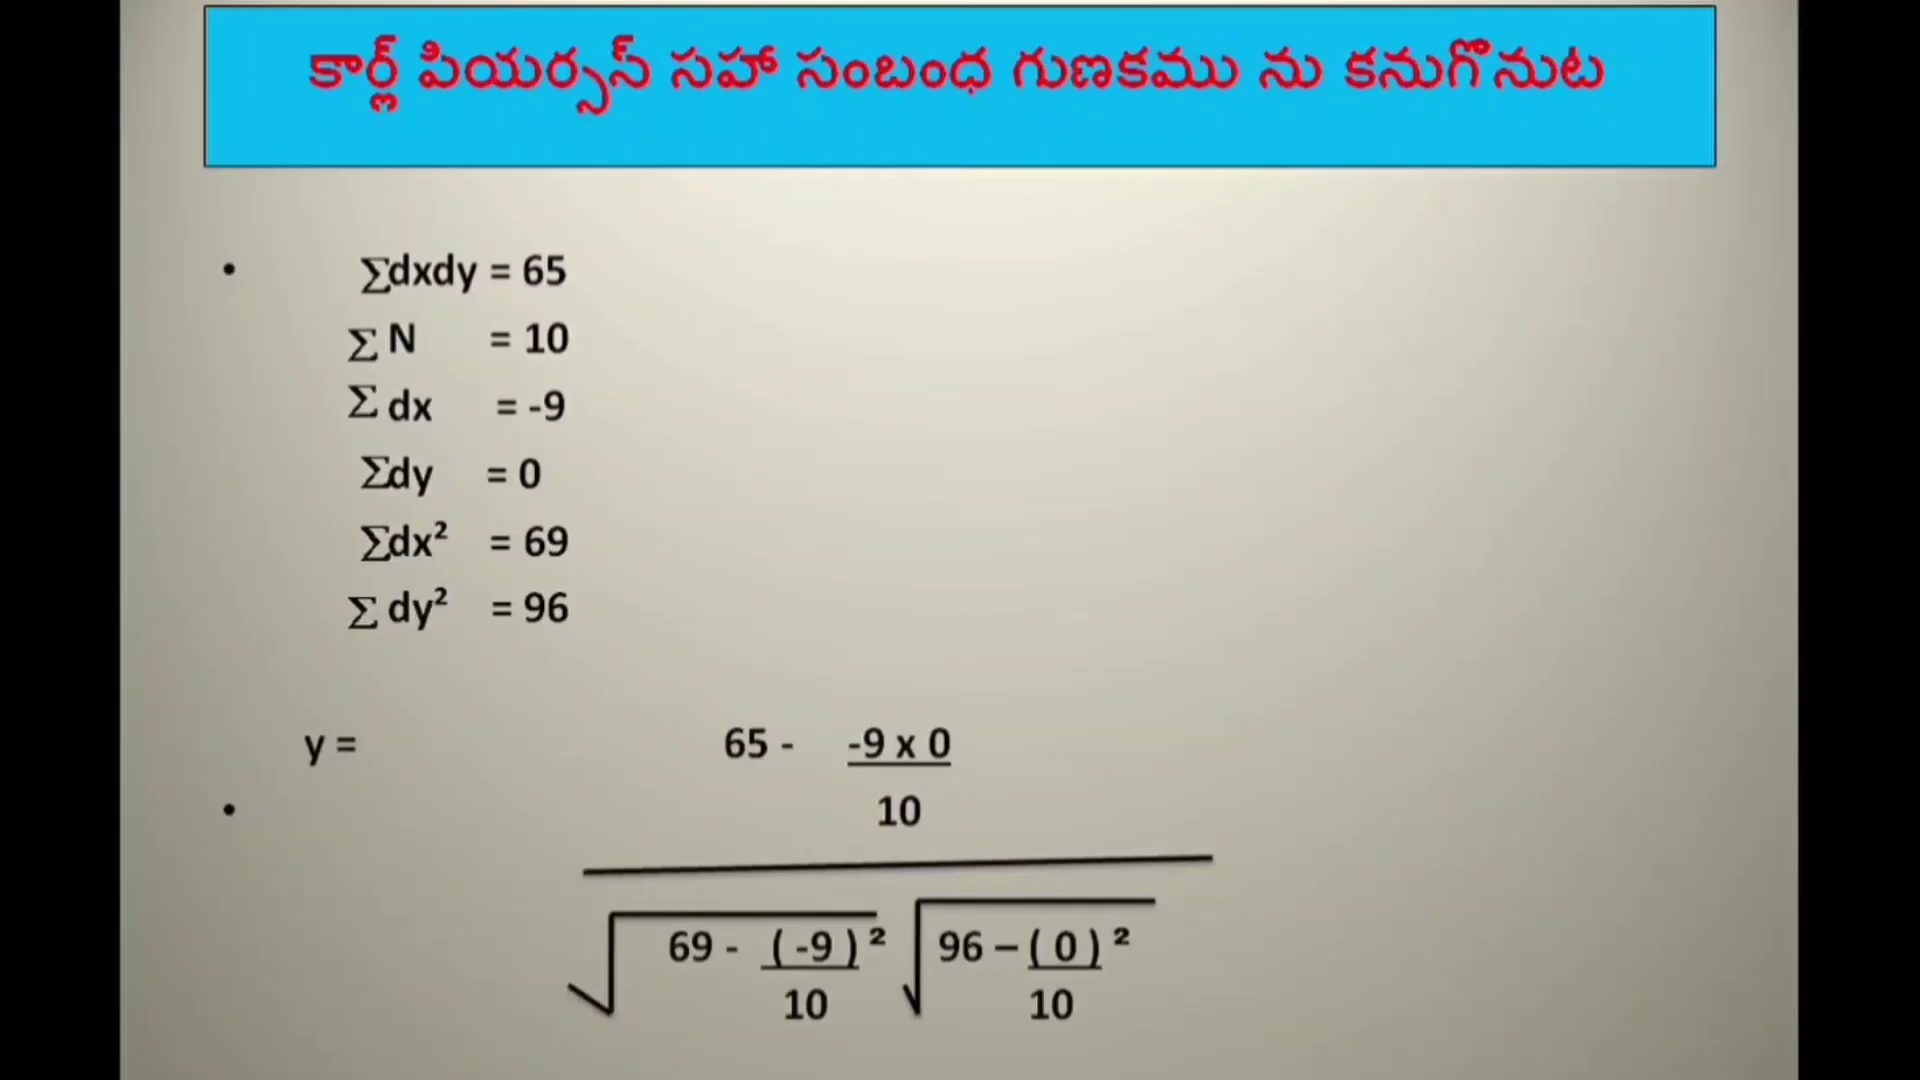 కార్ల్ పియర్సస్ సహా సంబంధ గుణకము ను కనుగొనుట
• ∑dxdy = 65
∑ N = 10
∑ dx = -9
∑dy = 0
∑dx² = 69
∑ dy² = 96
y = 65 - -9 x 0
• 10
69 - ( -9 ) ² 96 – ( 0 ) ²
10 10